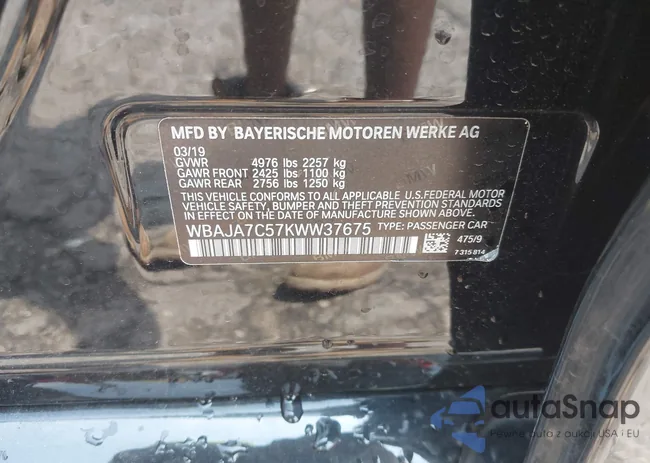 MFD BY BAYERISCHE MOTOREN WERKE AG
03/19
GVWR 4976 lbs 2257 kg
GAWR FRONT 2425 lbs 1100 kg
GAWR REAR 2756 lbs 1250 kg
THIS VEHICLE CONFORMS TO ALL APPLICABLE U.S.FEDERAL MOTOR
VEHICLE SAFETY, BUMPER, AND THEFT PREVENTION STANDARDS
IN EFFECT ON THE DATE OF MANUFACTURE SHOWN ABOVE.
WBAJA7C57KWW37675 TYPE: PASSENGER CAR
475/9
7 315 814
autoSnap
Pewne auta z aukcji USA i EU